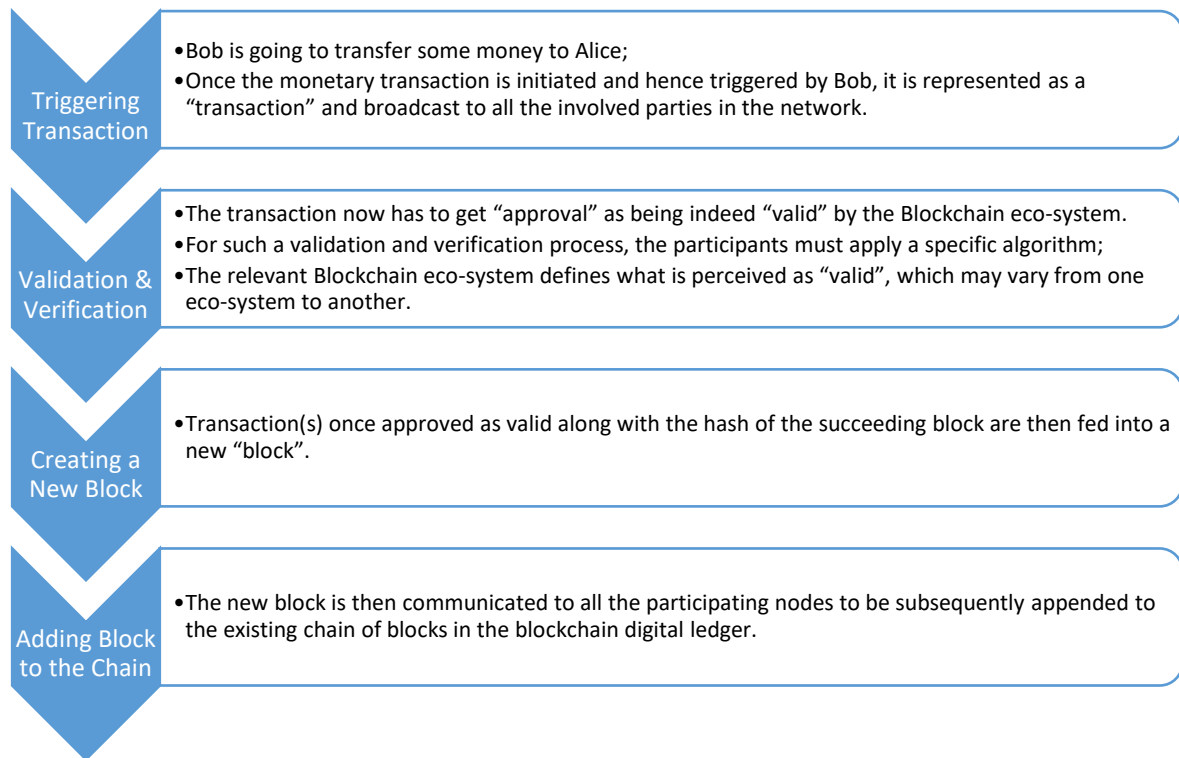 Triggering
Transaction
•Bob is going to transfer some money to Alice;
•Once the monetary transaction is initiated and hence triggered by Bob, it is represented as a
“transaction” and broadcast to all the involved parties in the network.
Validation &
Verification
•The transaction now has to get “approval” as being indeed “valid” by the Blockchain eco-system.
•For such a validation and verification process, the participants must apply a specific algorithm;
•The relevant Blockchain eco-system defines what is perceived as “valid”, which may vary from one
eco-system to another.
Creating a
New Block
•Transaction(s) once approved as valid along with the hash of the succeeding block are then fed into a
new “block”.
Adding Block
to the Chain
•The new block is then communicated to all the participating nodes to be subsequently appended to
the existing chain of blocks in the blockchain digital ledger.